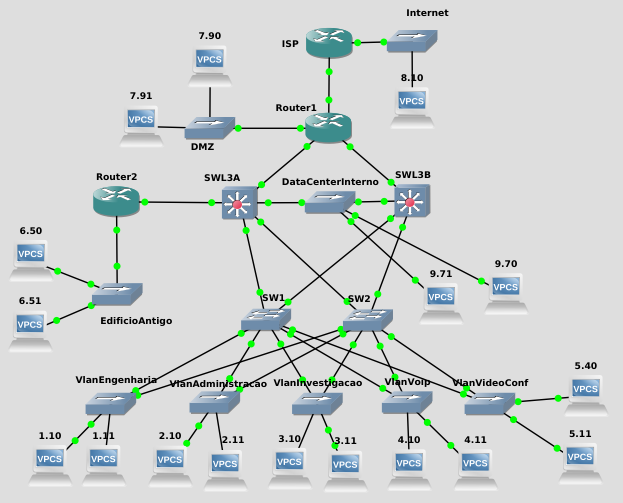 Internet
7.90
ISP
VPCS
8.10
7.91
VPCS
Router1
VPCS
DMZ
Router2
SWL3A
DataCenterInterno
SWL3B
6.50
VPCS
9.70
9.71
VPCS
6.51
VPCS
VPCS
SW1
SW2
EdificioAntigo
VPCS
5.40
VlanEngenharia
VlanAdministracao
VlanInvestigacao
VlanVoIp
VlanVideoConf
VPCS
1.10
1.11
2.10
2.11
3.10
3.11
4.10
4.11
5.11
VPCS
VPCS
VPCS
VPCS
VPCS
VPCS
VPCS
VPCS
VPCS